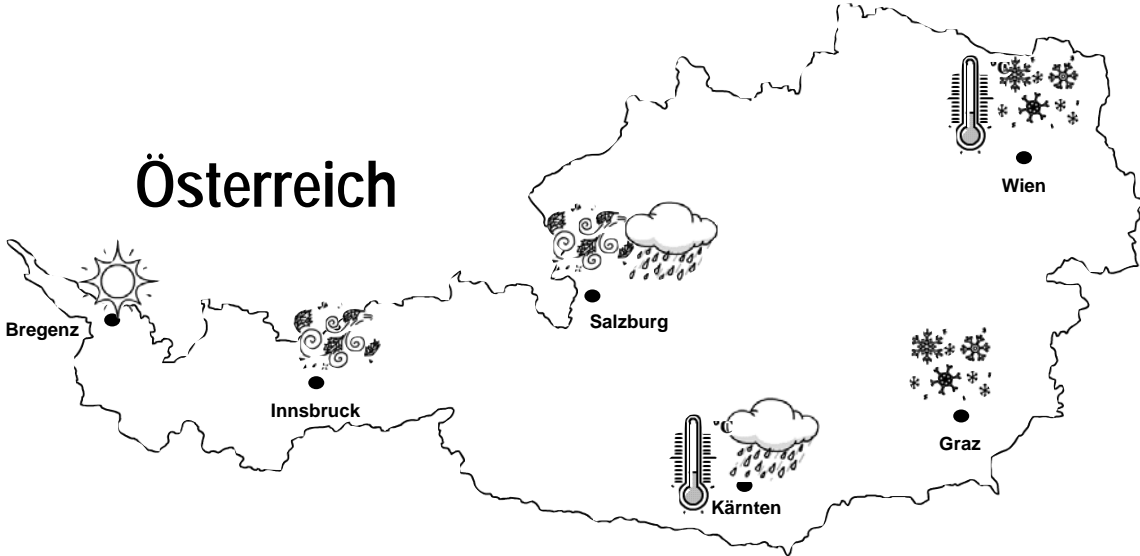 Österreich
Wien
Salzburg
Bregenz
Innsbruck
Graz
Kärnten